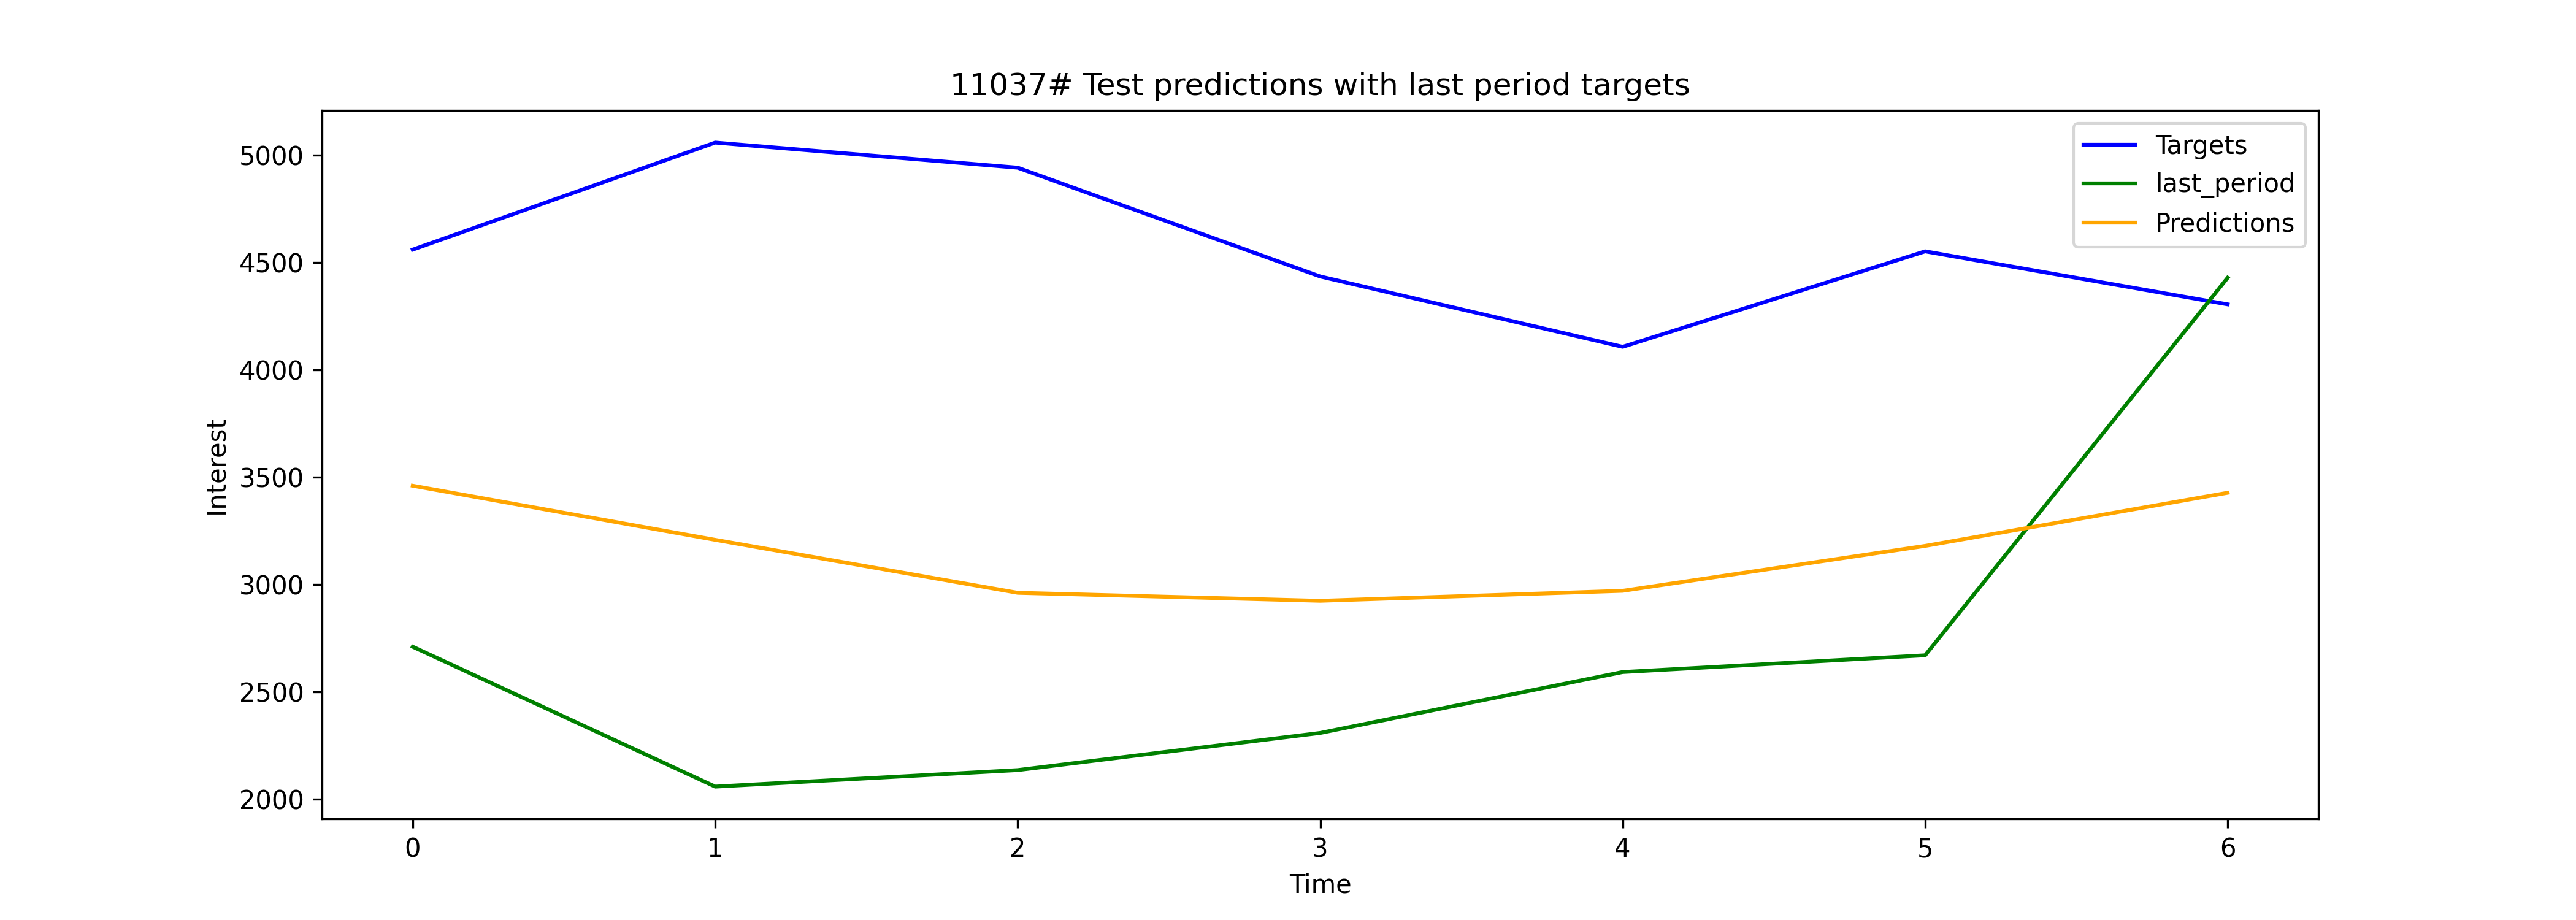 11037# Test predictions with last period targets
Targets
last_period
Predictions
Interest
5000
4500
4000
3500
3000
2500
2000
0 1 2 3 4 5 6
Time